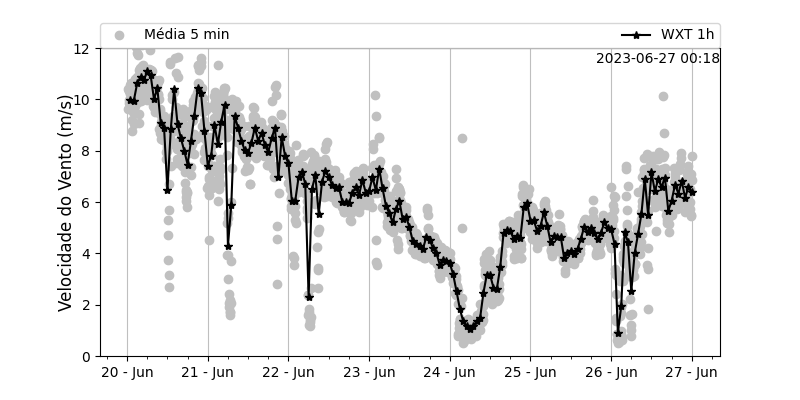 Média 5 min
WXT 1h
2023-06-27 00:18
Velocidade do Vento (m/s)
12
10
8
6
4
2
0
20 - Jun
21 - Jun
22 - Jun
23 - Jun
24 - Jun
25 - Jun
26 - Jun
27 - Jun